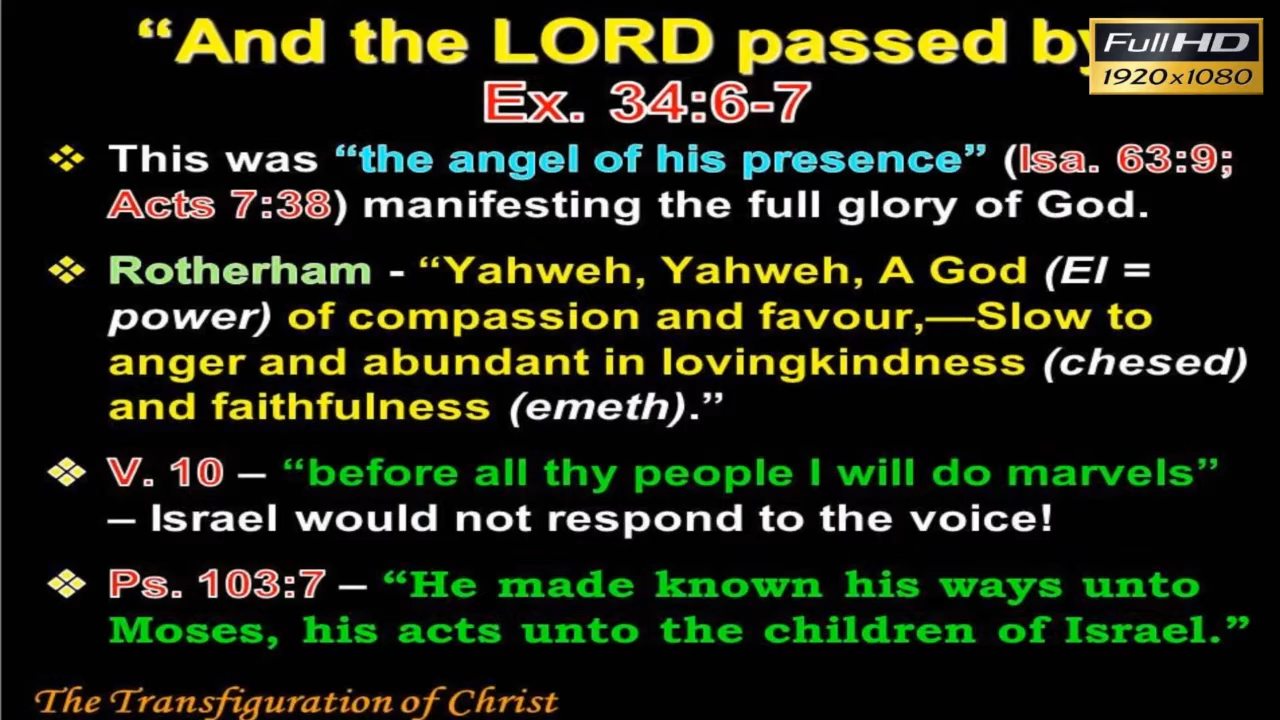 “And the LORD passed by
Full HD
1920x1080
Ex. 34:6-7
This was “the angel of his presence” (Isa. 63:9;
Acts 7:38) manifesting the full glory of God.
Rotherham - “Yahweh, Yahweh, A God (El =
power) of compassion and favour,—Slow to
anger and abundant in lovingkindness (chesed)
and faithfulness (emeth).”
V. 10 – “before all thy people I will do marvels”
– Israel would not respond to the voice!
Ps. 103:7 – “He made known his ways unto
Moses, his acts unto the children of Israel.”
The Transfiguration of Christ